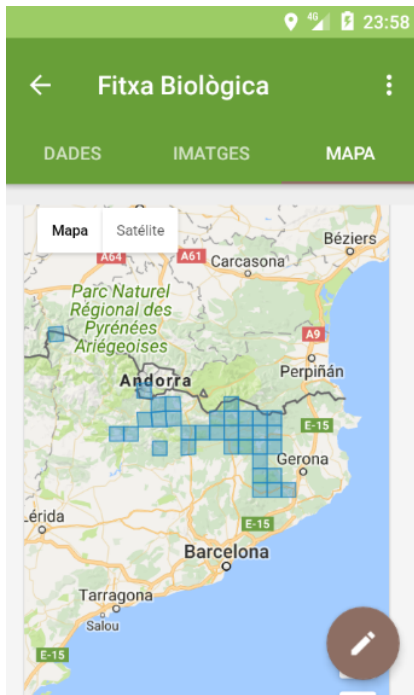 4G 23:58
Fitxa Biològica
DADES IMATGES MAPA
Mapa Satélite
Béziers
A64 A61 Carcasona
Parc Naturel
Régional des
Pyrénées
Ariégeoises
A9
Andorra
Perpiñán
E-15
Gerona
Lérida
E-15
Barcelona
Tarragona
Salou
E-15